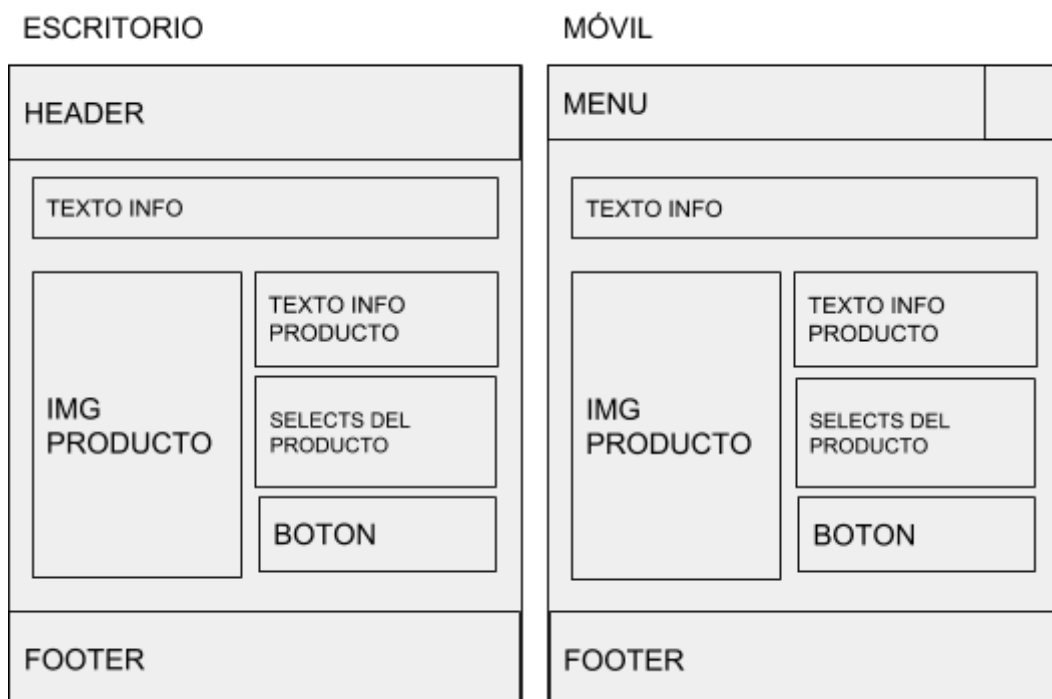 ESCRITORIO
HEADER
TEXTO INFO
IMG
PRODUCTO
TEXTO INFO
PRODUCTO
SELECTS DEL
PRODUCTO
BOTON
FOOTER
MÓVIL
MENU
TEXTO INFO
IMG
PRODUCTO
TEXTO INFO
PRODUCTO
SELECTS DEL
PRODUCTO
BOTON
FOOTER